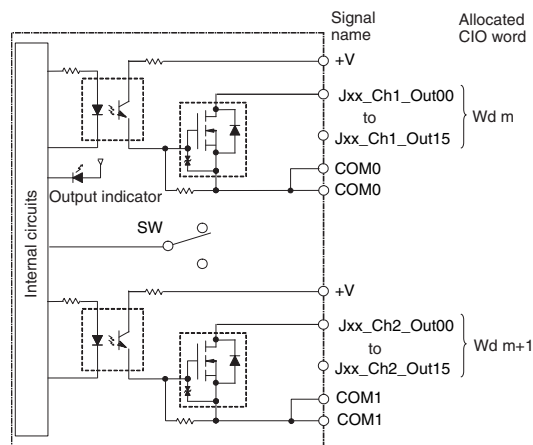 Signal name
Allocated CIO word
+V
Jxx_Ch1_Out00
to
Jxx_Ch1_Out15
Wd m
COM0
COM0
Output indicator
Internal circuits
SW
+V
Jxx_Ch2_Out00
to
Jxx_Ch2_Out15
Wd m+1
COM1
COM1